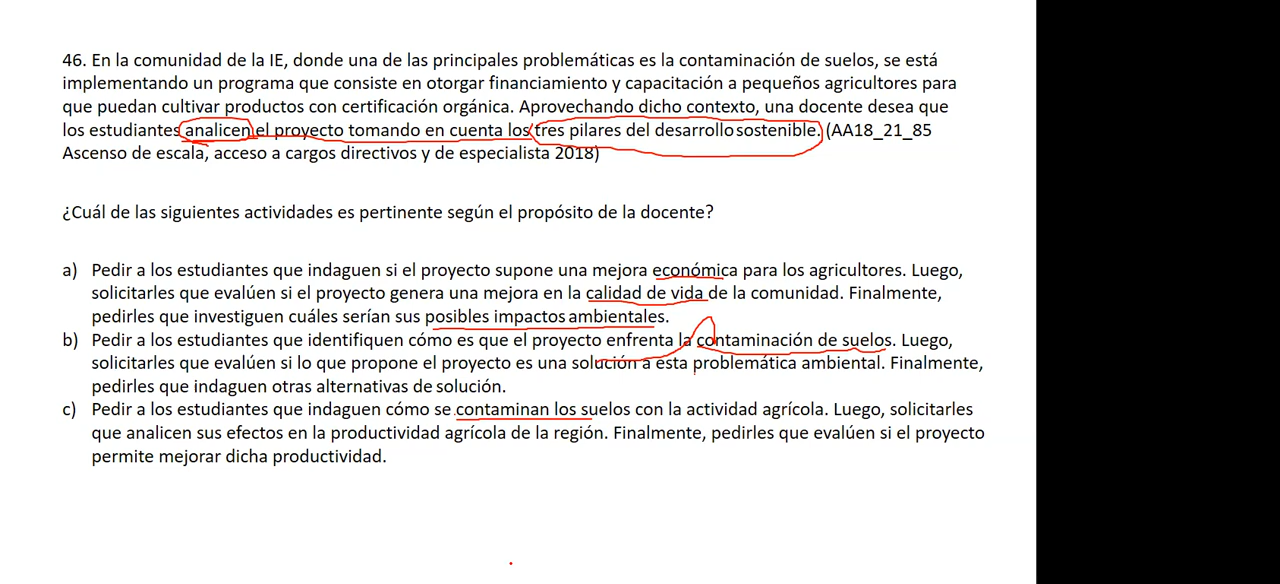 46. En la comunidad de la IE, donde una de las principales problemáticas es la contaminación de suelos, se está
implementando un programa que consiste en otorgar financiamiento y capacitación a pequeños agricultores para
que puedan cultivar productos con certificación orgánica. Aprovechando dicho contexto, una docente desea que
los estudiantes analicen el proyecto tomando en cuenta los tres pilares del desarrollo sostenible. (AA18_21_85
Ascenso de escala, acceso a cargos directivos y de especialista 2018)
¿Cuál de las siguientes actividades es pertinente según el propósito de la docente?
a) Pedir a los estudiantes que indaguen si el proyecto supone una mejora económica para los agricultores. Luego,
solicitarles que evalúen si el proyecto genera una mejora en la calidad de vida de la comunidad. Finalmente,
pedirles que investiguen cuáles serían sus posibles impactos ambientales.
b) Pedir a los estudiantes que identifiquen cómo es que el proyecto enfrenta la contaminación de suelos. Luego,
solicitarles que evalúen si lo que propone el proyecto es una solución a esta problemática ambiental. Finalmente,
pedirles que indaguen otras alternativas de solución.
c) Pedir a los estudiantes que indaguen cómo se contaminan los suelos con la actividad agrícola. Luego, solicitarles
que analicen sus efectos en la productividad agrícola de la región. Finalmente, pedirles que evalúen si el proyecto
permite mejorar dicha productividad.